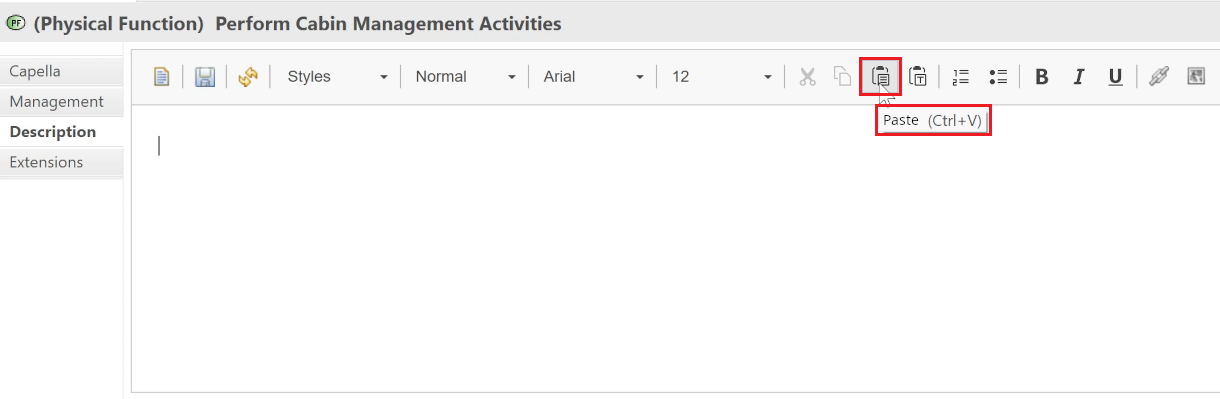 PF (Physical Function) Perform Cabin Management Activities
Capella
Management
Description
Extensions
Styles Normal Arial 12 B I U
Paste (Ctrl+V)